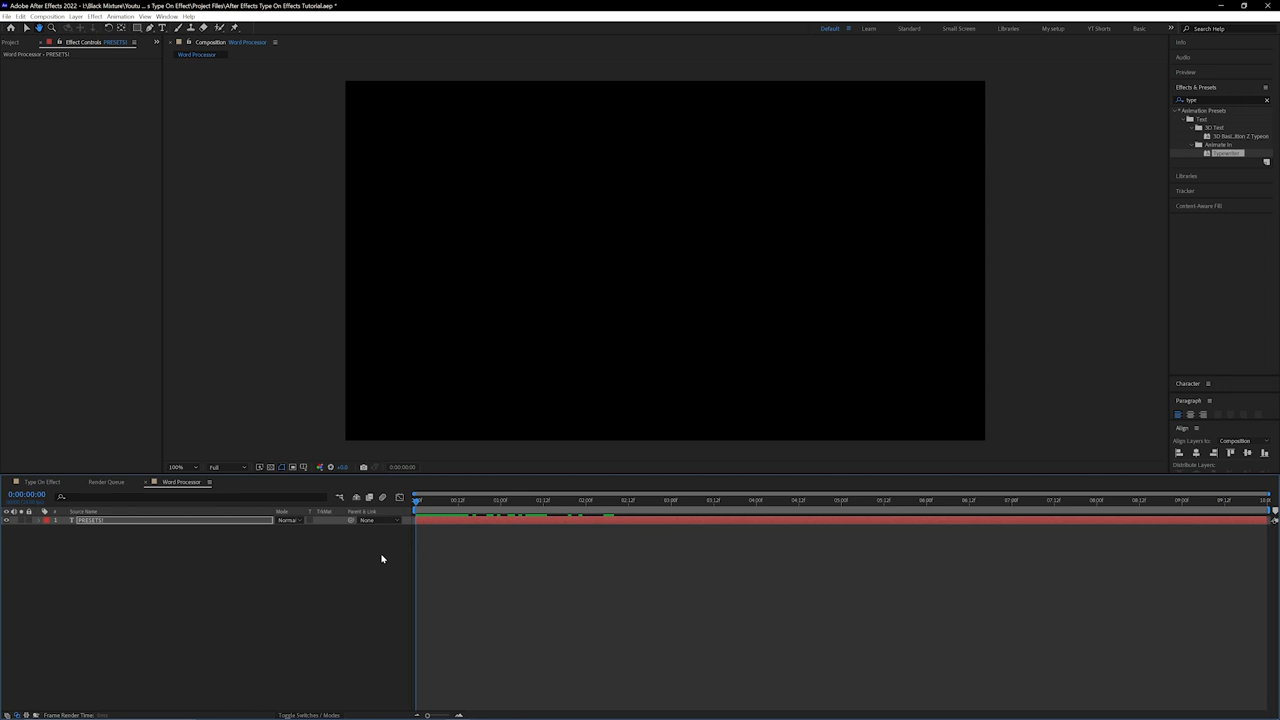 Adobe After Effects 2022 - I:\Black Mixture\Youtu ... s Type On Effect\Project Files\After Effects Type On Effects Tutorial.aep *
File Edit Composition Layer Effect Animation View Window Help
Default Learn Standard Small Screen Libraries My setup YT Shorts Basic Search Help
Project Effect Controls PRESETS! Composition Word Processor
Word Processor • PRESETS!
Word Processor
Info
Audio
Preview
Effects & Presets
type
Animation Presets
Text
3D Text
3D Basi...ition Z Typeon
Animate In
Typewriter
Libraries
Tracker
Content-Aware Fill
Character
Paragraph
Align
Align Layers to: Composition
Distribute Layers:
100% Full +0.0 0:00:00:00
Type On Effect Render Queue Word Processor
0:00:00:00
00:12f 01:00f 01:12f 02:00f 02:12f 03:00f 03:12f 04:00f 04:12f 05:00f 05:12f 06:00f 06:12f 07:00f 07:12f 08:00f 08:12f 09:00f 09:12f 10:0
# Source Name Mode T TrkMat Parent & Link
1 T PRESETS! Normal None
Frame Render Time: Toggle Switches / Modes